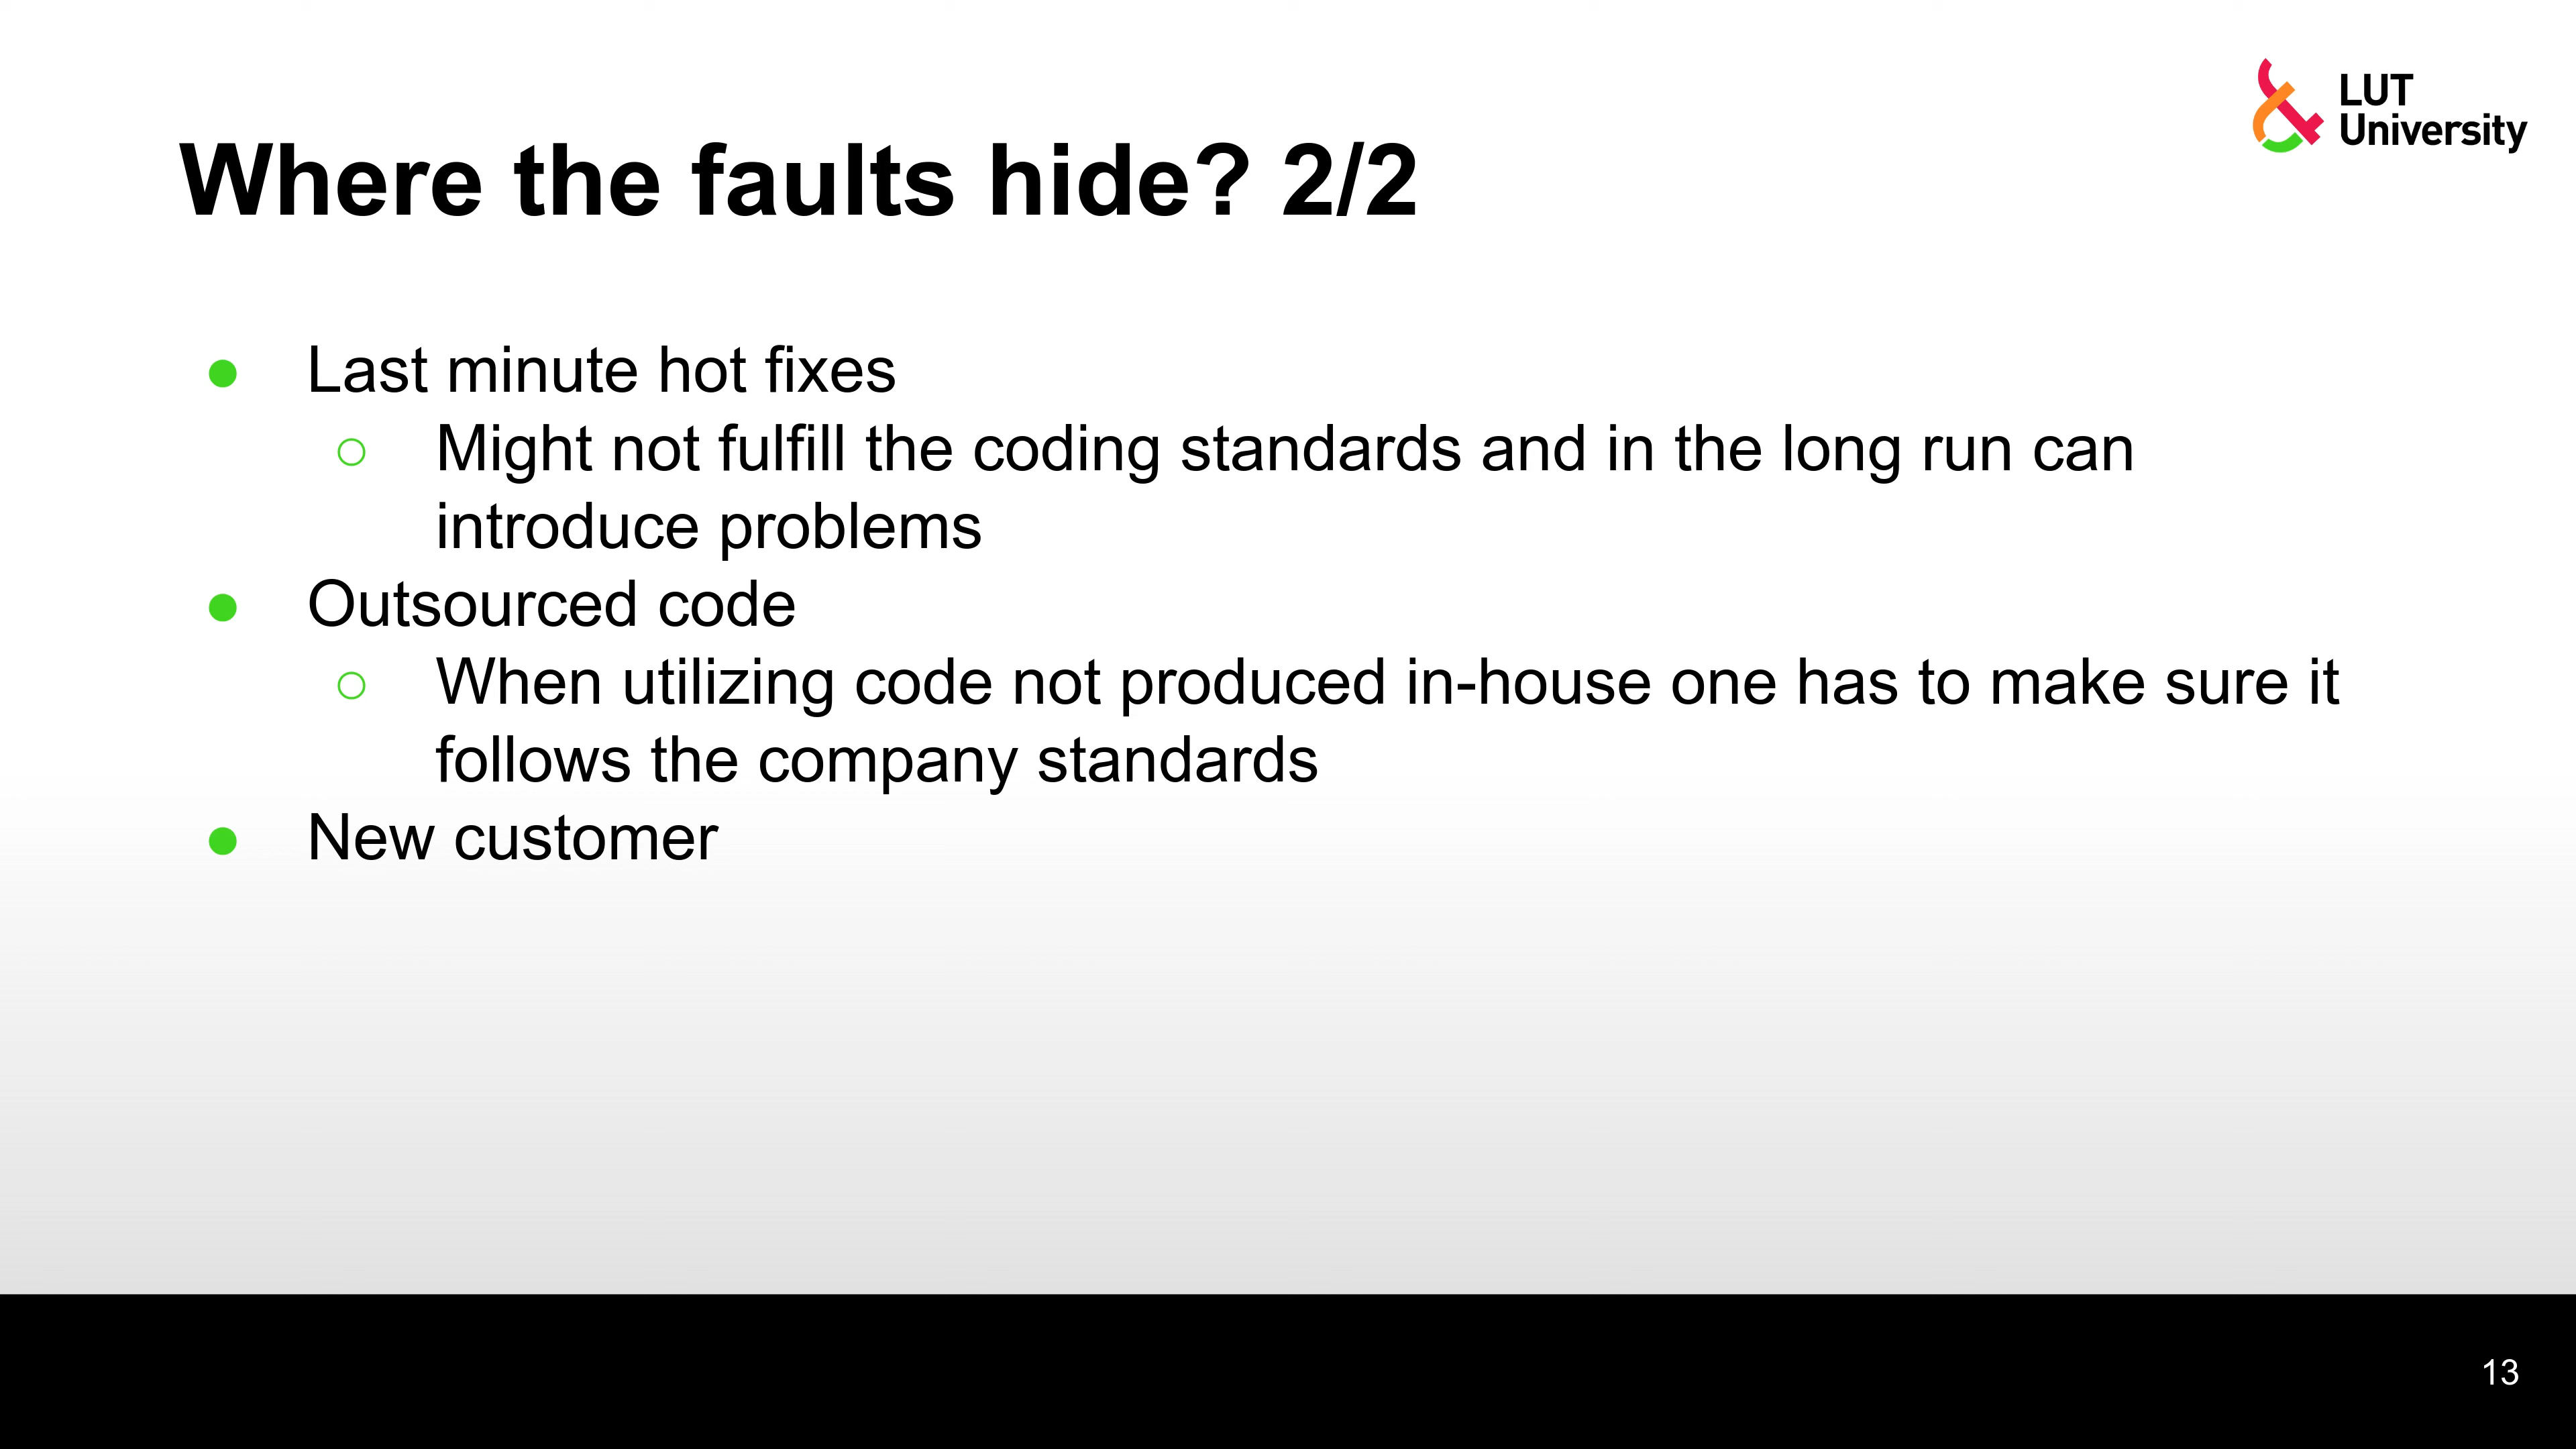 LUT
University
Where the faults hide? 2/2
● Last minute hot fixes
○ Might not fulfill the coding standards and in the long run can
introduce problems
● Outsourced code
○ When utilizing code not produced in-house one has to make sure it
follows the company standards
● New customer
13